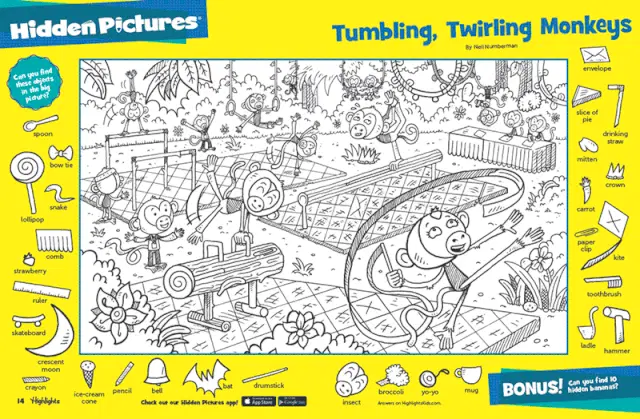 Hidden Pictures®
Tumbling, Twirling Monkeys
By Neil Numberman
Can you find
these objects
in the big
picture?
spoon
bow tie
lollipop
snake
comb
strawberry
ruler
skateboard
crescent
moon
crayon
ice-cream
cone
pencil
bell
bat
drumstick
envelope
slice of
pie
drinking
straw
mitten
crown
carrot
paper
clip
kite
toothbrush
ladle
hammer
insect
broccoli
yo-yo
mug
14 Highlights
Check out our Hidden Pictures app!
App Store
Google Play
Answers on HighlightsKids.com
BONUS! Can you find 10
hidden bananas?